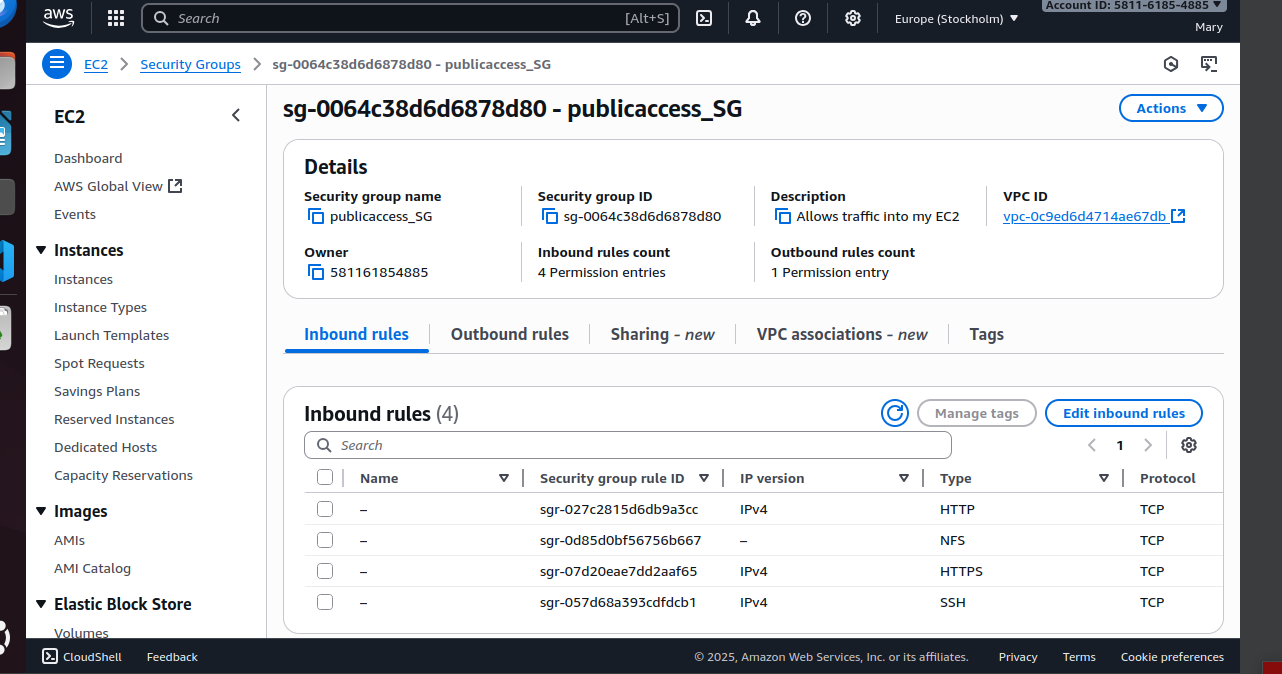 aws
Search [Alt+S]
Europe (Stockholm)
Account ID: 5811-6185-4885
Mary
EC2 Security Groups sg-0064c38d6d6878d80 - publicaccess_SG
EC2
Dashboard
AWS Global View
Events
Instances
Instances
Instance Types
Launch Templates
Spot Requests
Savings Plans
Reserved Instances
Dedicated Hosts
Capacity Reservations
Images
AMIs
AMI Catalog
Elastic Block Store
Volumes
sg-0064c38d6d6878d80 - publicaccess_SG
Actions
Details
Security group name
publicaccess_SG
Security group ID
sg-0064c38d6d6878d80
Description
Allows traffic into my EC2
VPC ID
vpc-0c9ed6d4714ae67db
Owner
581161854885
Inbound rules count
4 Permission entries
Outbound rules count
1 Permission entry
Inbound rules Outbound rules Sharing - new VPC associations - new Tags
Inbound rules (4)
Manage tags Edit inbound rules
Search
1
Name Security group rule ID IP version Type Protocol
– sgr-027c2815d6db9a3cc IPv4 HTTP TCP
– sgr-0d85d0bf56756b667 – NFS TCP
– sgr-07d20eae7dd2aaf65 IPv4 HTTPS TCP
– sgr-057d68a393cdfdcb1 IPv4 SSH TCP
CloudShell Feedback © 2025, Amazon Web Services, Inc. or its affiliates. Privacy Terms Cookie preferences